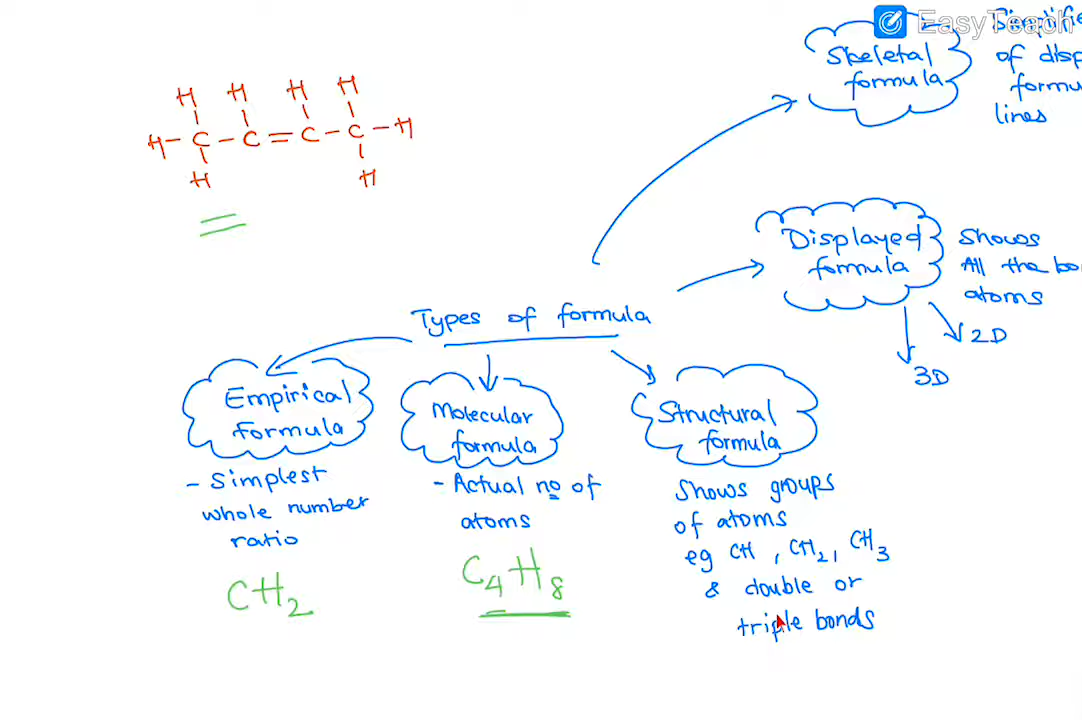 EasyTeach
Skeletal
formula
Simplifie
of disp
formu
lines
H H H H
H-C-C=C-C-H
H H
Displayed
formula
Shows
All the bo
atoms
2D
3D
Types of formula
Empirical
formula
- Simplest
whole number
ratio
CH2
Molecular
formula
- Actual no of
atoms
C4H8
Structural
formula
Shows groups
of atoms
eg CH, CH2, CH3
& double or
triple bonds